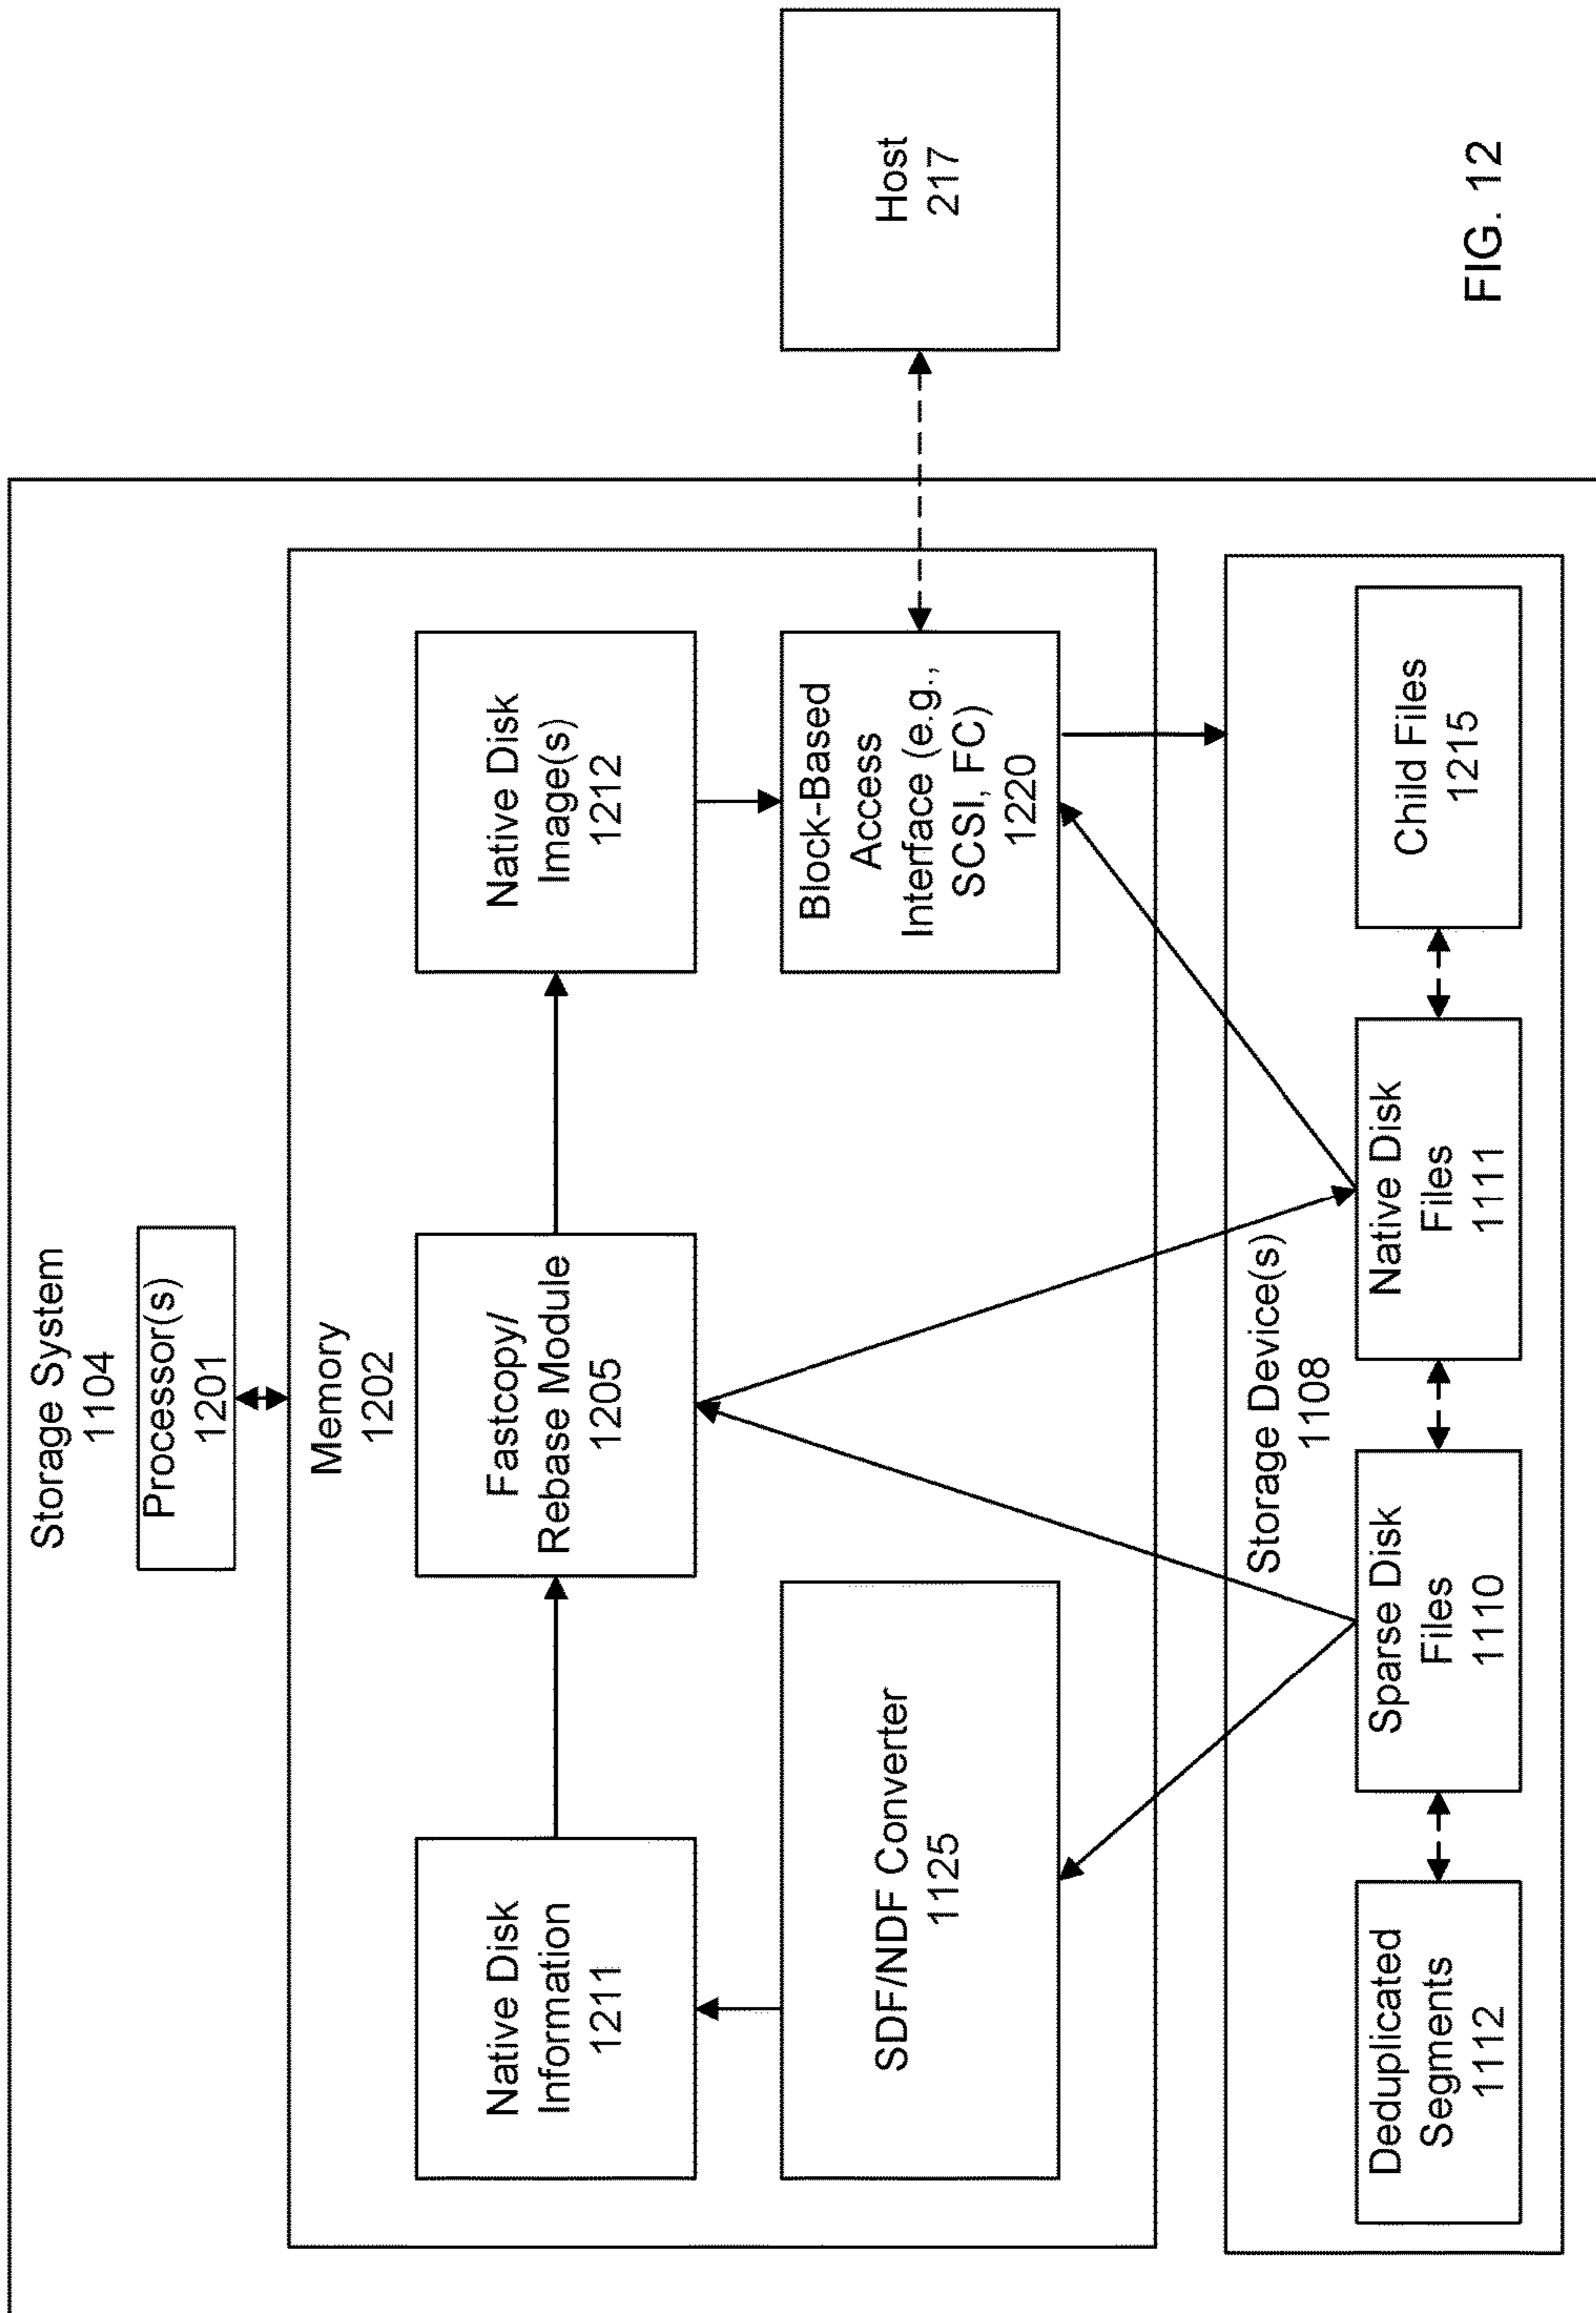 Storage System
1104
Processor(s)
1201
Memory
1202
Native Disk
Information
1211
Fastcopy/
Rebase Module
1205
Native Disk
Image(s)
1212
SDF/NDF Converter
1125
Block-Based
Access
Interface (e.g.,
SCSI, FC)
1220
Host
217
Storage Device(s)
1108
Deduplicated
Segments
1112
Sparse Disk
Files
1110
Native Disk
Files
1111
Child Files
1215
FIG. 12